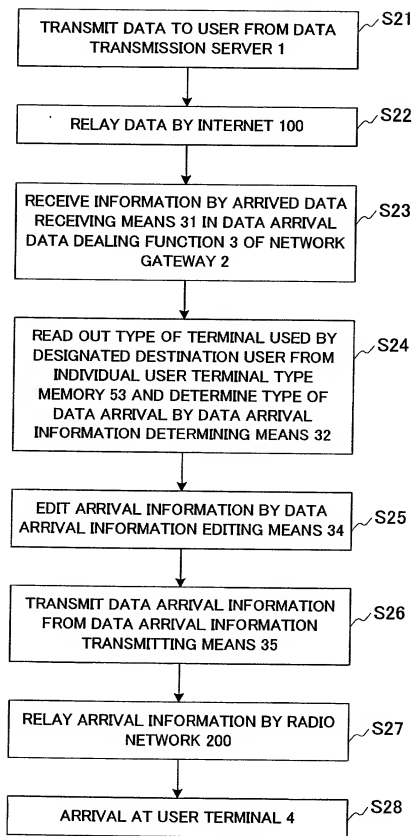 TRANSMIT DATA TO USER FROM DATA
TRANSMISSION SERVER 1
S21
RELAY DATA BY INTERNET 100
S22
RECEIVE INFORMATION BY ARRIVED DATA
RECEIVING MEANS 31 IN DATA ARRIVAL
DATA DEALING FUNCTION 3 OF NETWORK
GATEWAY 2
S23
READ OUT TYPE OF TERMINAL USED BY
DESIGNATED DESTINATION USER FROM
INDIVIDUAL USER TERMINAL TYPE
MEMORY 53 AND DETERMINE TYPE OF
DATA ARRIVAL BY DATA ARRIVAL
INFORMATION DETERMINING MEANS 32
S24
EDIT ARRIVAL INFORMATION BY DATA
ARRIVAL INFORMATION EDITING MEANS 34
S25
TRANSMIT DATA ARRIVAL INFORMATION
FROM DATA ARRIVAL INFORMATION
TRANSMITTING MEANS 35
S26
RELAY ARRIVAL INFORMATION BY RADIO
NETWORK 200
S27
ARRIVAL AT USER TERMINAL 4
S28